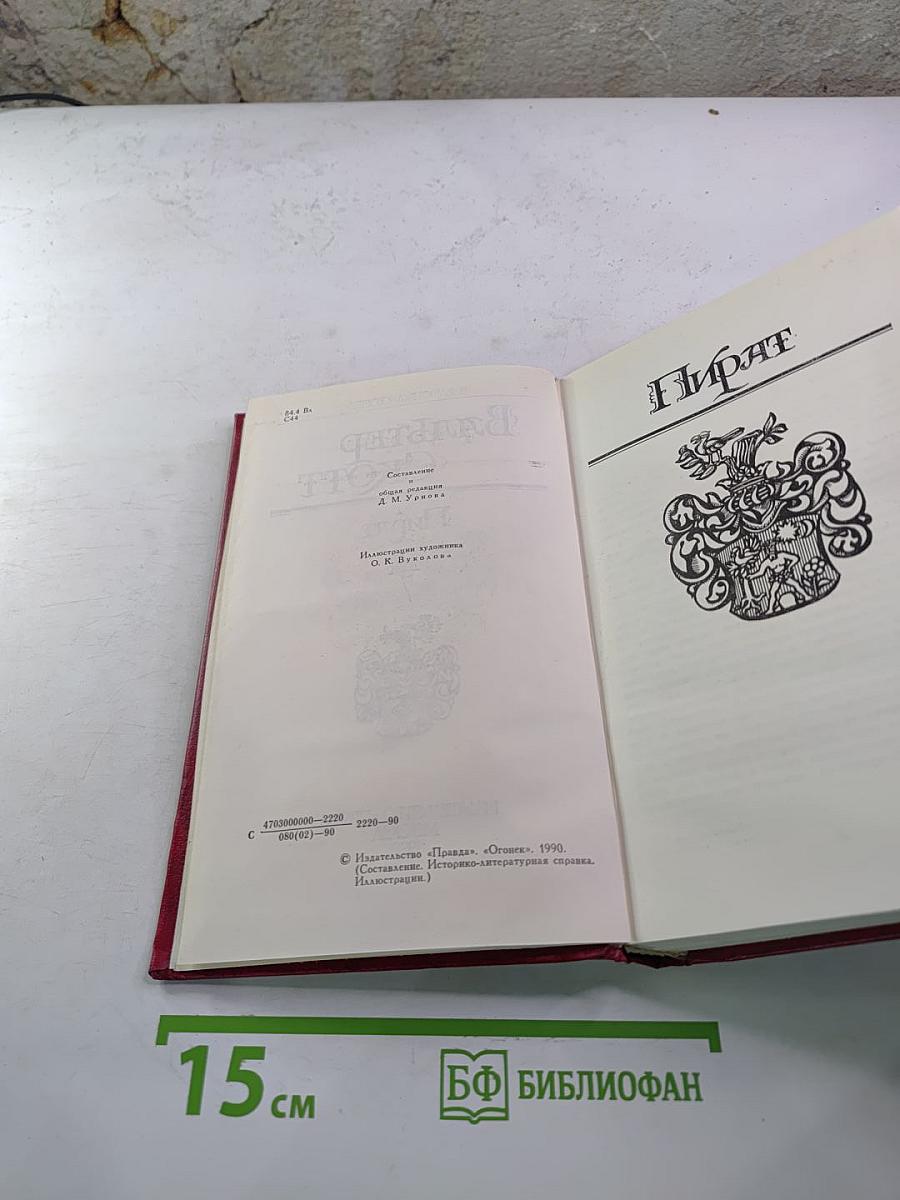 84.4 Вл
С44
Составление
и
общая редакция
Д. М. Урнова
Иллюстрации художника
О. К. Вуколова
С 4703000000—2220 2220—90
080(02)—90
© Издательство «Правда», «Огонек», 1990.
(Составление. Историко-литературная справка.
Иллюстрации.)
Пират
15 см
БФ БИБЛИОФАН